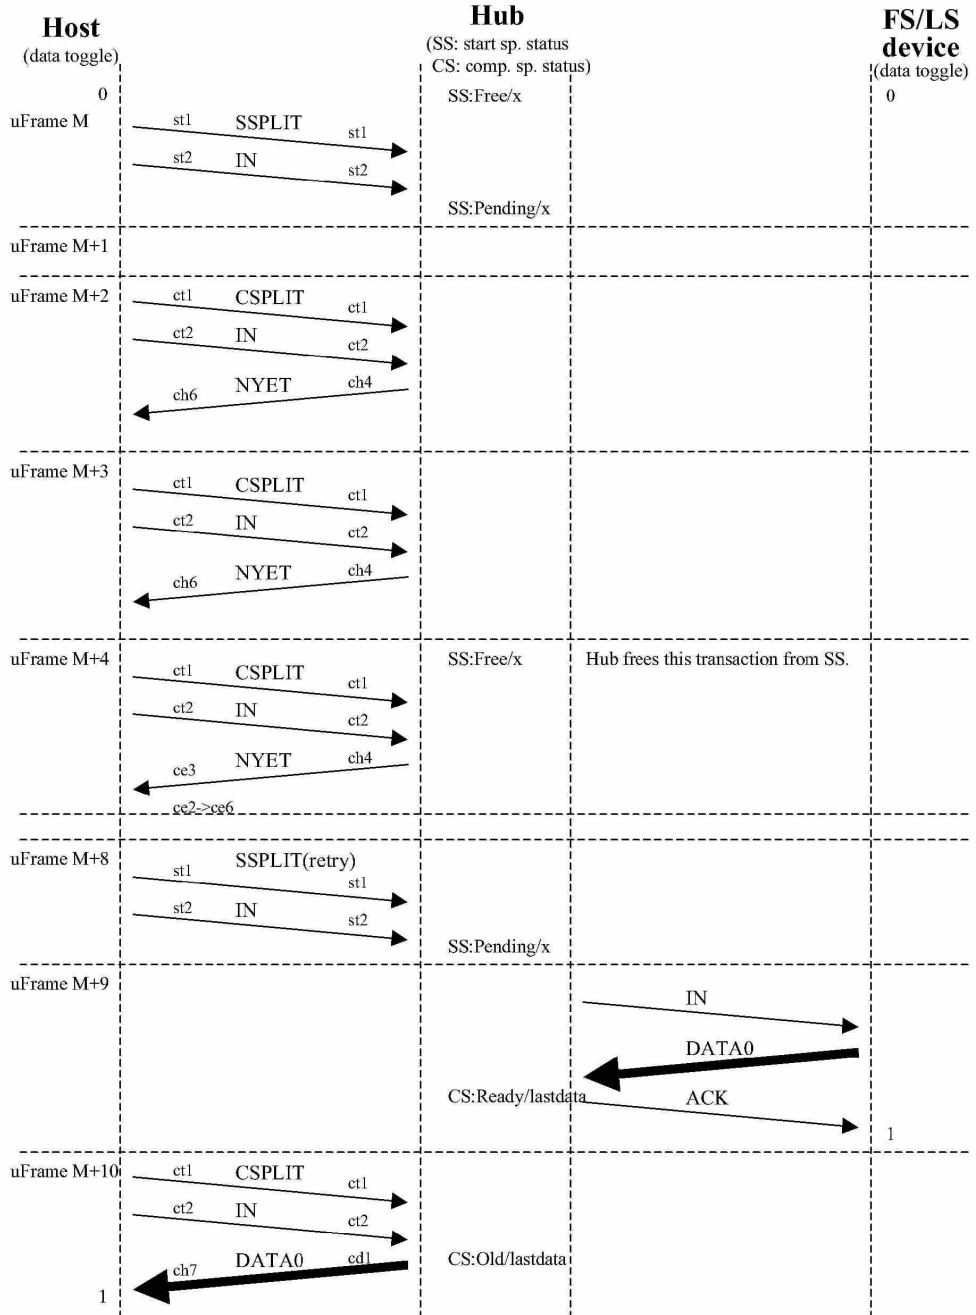 Host
(data toggle)
Hub
(SS: start sp. status
CS: comp. sp. status)
FS/LS
device
(data toggle)
0
SS:Free/x
0
uFrame M
st1 SSPLIT st1
st2 IN st2
SS:Pending/x
uFrame M+1
uFrame M+2
ct1 CSPLIT ct1
ct2 IN ct2
ch6 NYET ch4
uFrame M+3
ct1 CSPLIT ct1
ct2 IN ct2
ch6 NYET ch4
uFrame M+4
SS:Free/x
Hub frees this transaction from SS.
ct1 CSPLIT ct1
ct2 IN ct2
ce3 NYET ch4
ce2->ce6
uFrame M+8
SSPLIT(retry)
st1 st1
st2 IN st2
SS:Pending/x
uFrame M+9
IN
DATA0
CS:Ready/lastdata
ACK
1
uFrame M+10
ct1 CSPLIT ct1
ct2 IN ct2
ch7 DATA0 cd1
CS:Old/lastdata
1